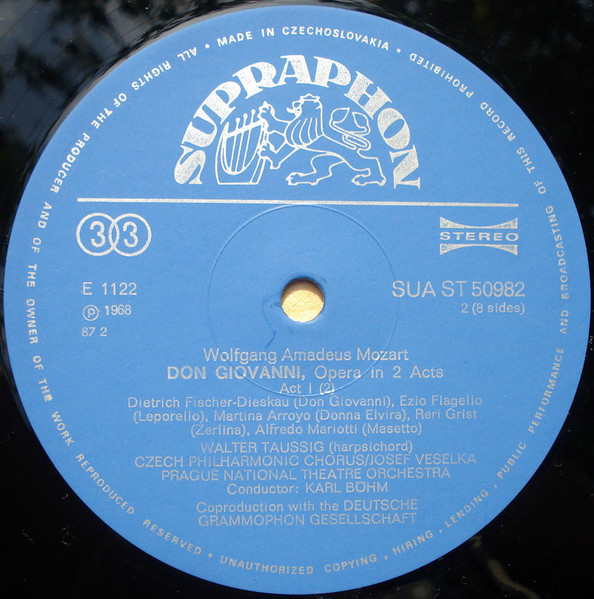 ALL RIGHTS OF THE PRODUCER AND OF THE OWNER OF THE WORK REPRODUCED RESERVED • UNAUTHORIZED COPYING, HIRING, LENDING, PUBLIC PERFORMANCE AND BROADCASTING OF THIS RECORD PROHIBITED • MADE IN CZECHOSLOVAKIA •
SUPRAPHON
33
STEREO
E 1122
SUA ST 50982
Ⓟ 1968
2 (8 sides)
87 2
Wolfgang Amadeus Mozart
DON GIOVANNI, Opera in 2 Acts
Act I (2)
Dietrich Fischer-Dieskau (Don Giovanni), Ezio Flagello
(Leporello), Martina Arroyo (Donna Elvira), Reri Grist
(Zerlina), Alfredo Mariotti (Masetto)
WALTER TAUSSIG (harpsichord)
CZECH PHILHARMONIC CHORUS/JOSEF VESELKA
PRAGUE NATIONAL THEATRE ORCHESTRA
Conductor: KARL BÖHM
Coproduction with the DEUTSCHE
GRAMMOPHON GESELLSCHAFT